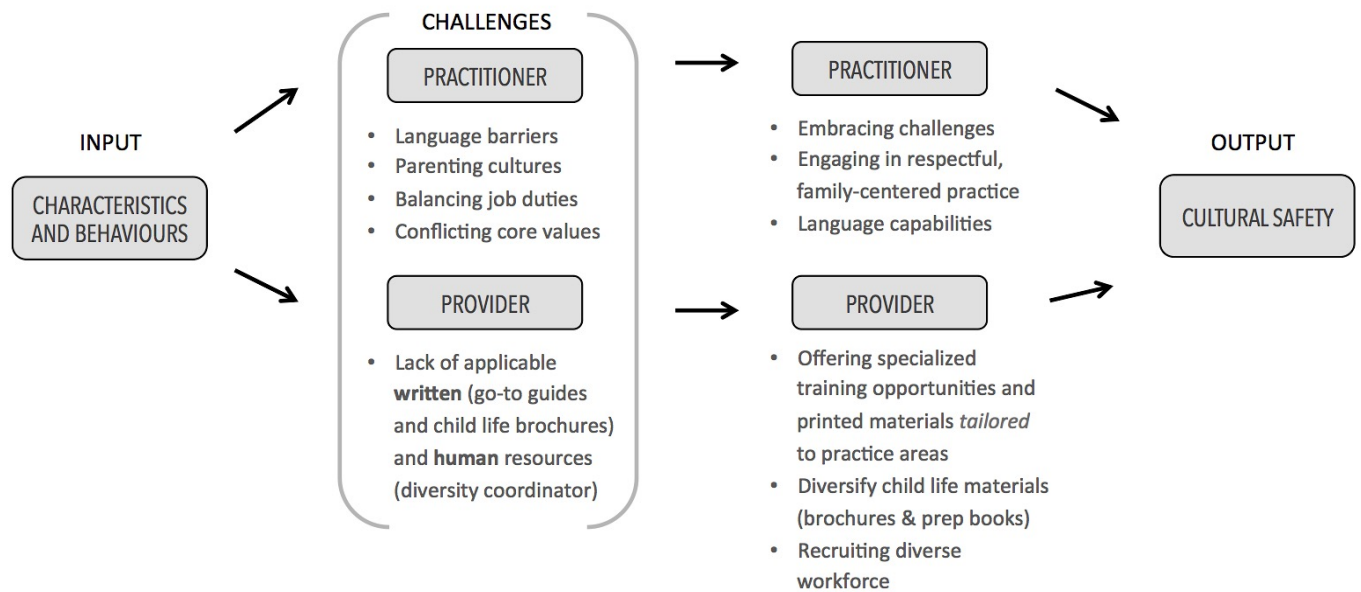 INPUT
CHARACTERISTICS
AND BEHAVIOURS
CHALLENGES
PRACTITIONER
• Language barriers
• Parenting cultures
• Balancing job duties
• Conflicting core values
PROVIDER
• Lack of applicable
written (go-to guides
and child life brochures)
and human resources
(diversity coordinator)
PRACTITIONER
• Embracing challenges
• Engaging in respectful,
family-centered practice
• Language capabilities
PROVIDER
• Offering specialized
training opportunities and
printed materials tailored
to practice areas
• Diversify child life materials
(brochures & prep books)
• Recruiting diverse
workforce
OUTPUT
CULTURAL SAFETY